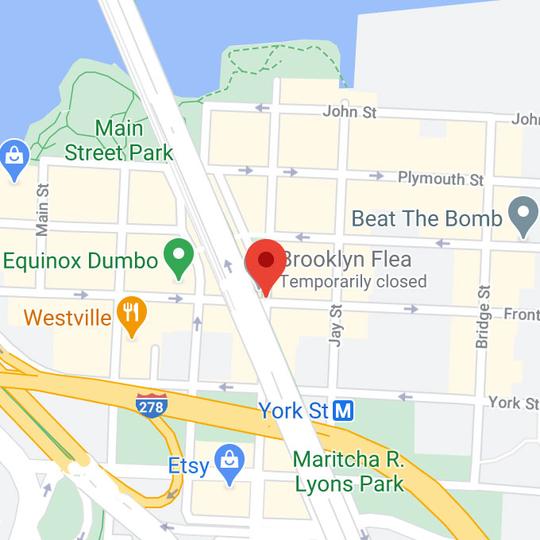 John St
John
Main
Street Park
Plymouth St
Main St
Beat The Bomb
Brooklyn Flea
Temporarily closed
Equinox Dumbo
Westville
Front
Jay St
Bridge St
278
York St M
York St
Etsy
Maritcha R.
Lyons Park